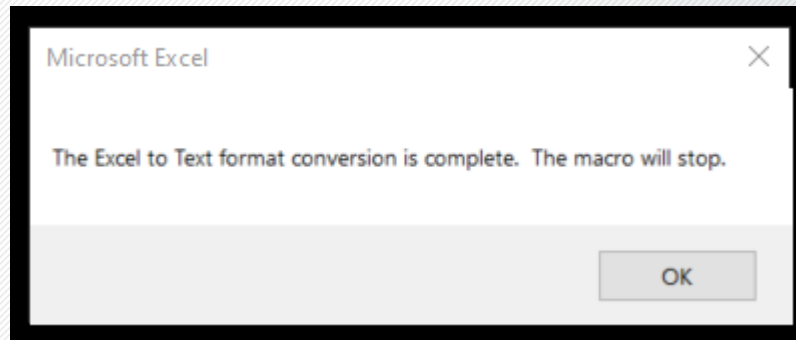 Microsoft Excel
The Excel to Text format conversion is complete.  The macro will stop.
OK